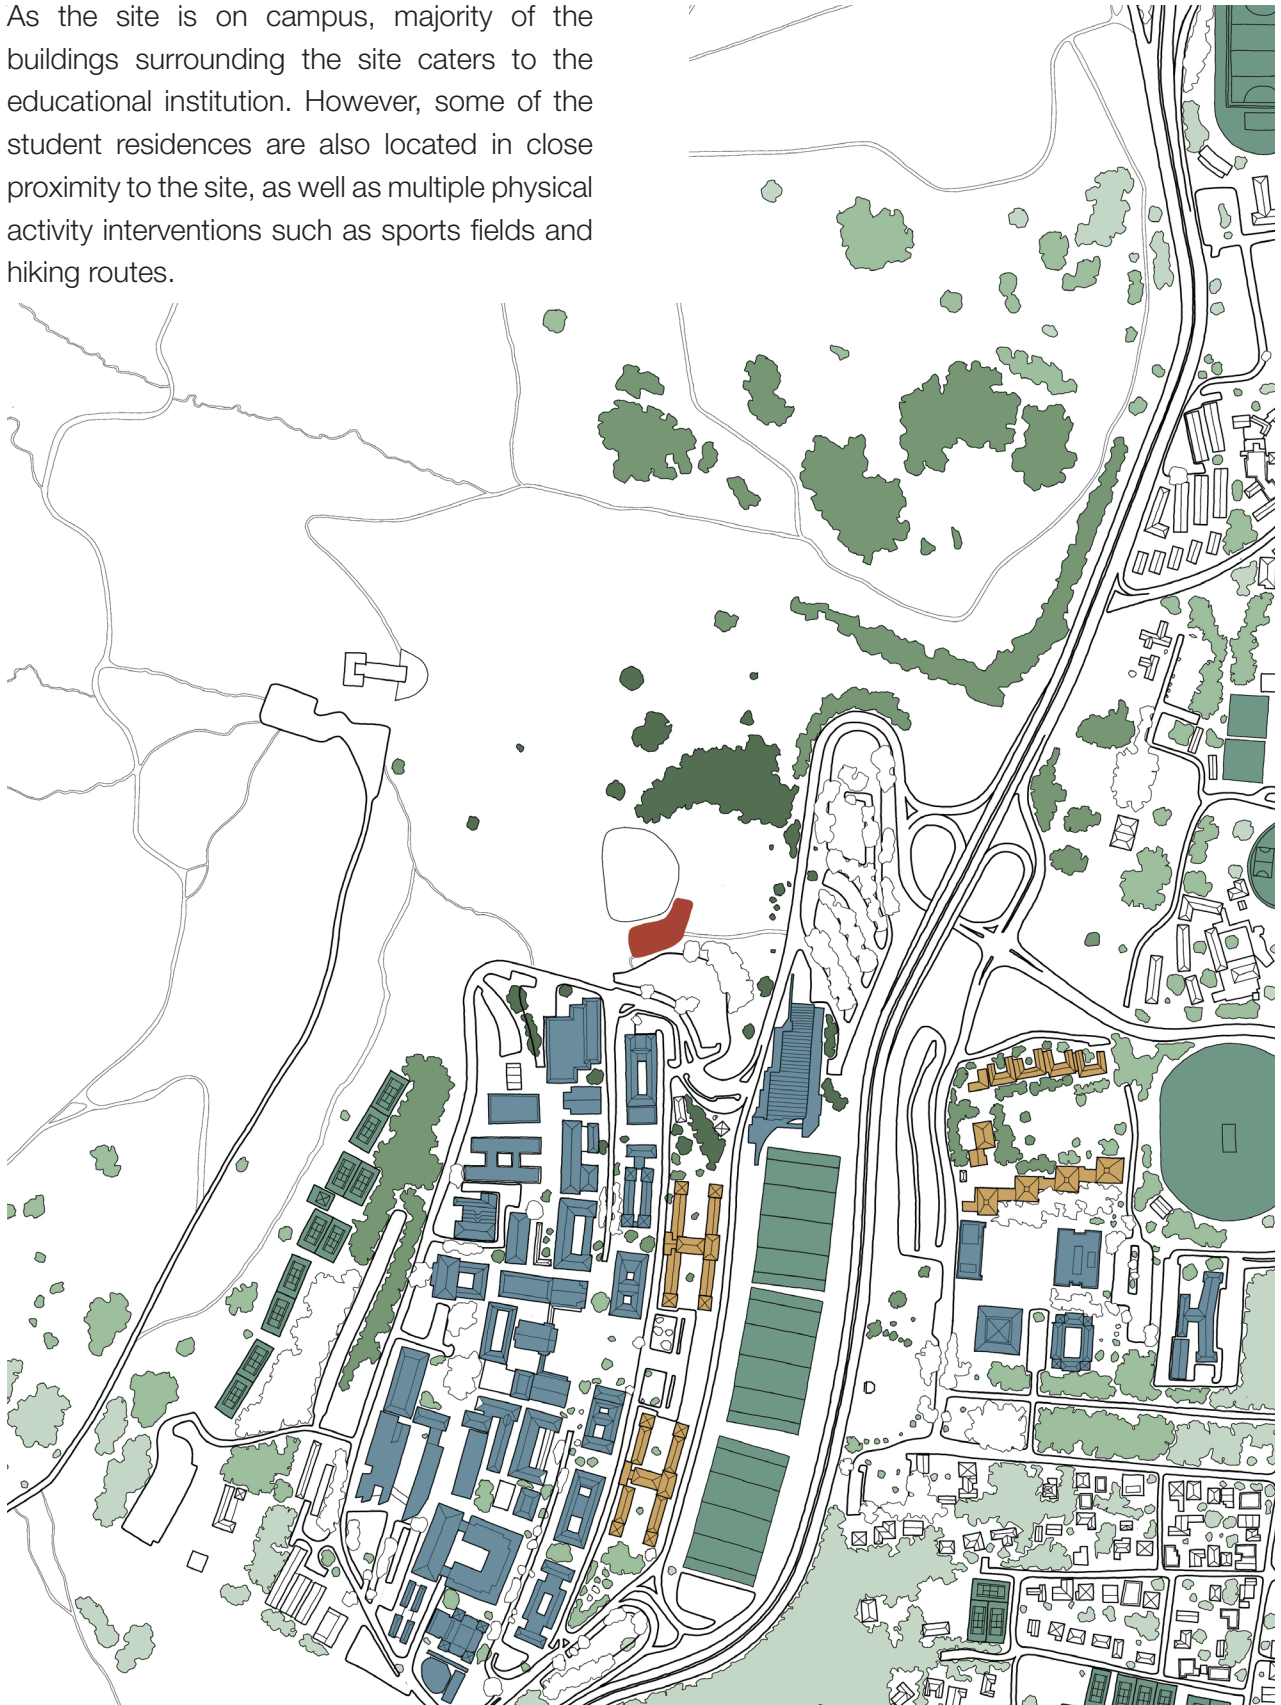 As the site is on campus, majority of the
buildings surrounding the site caters to the
educational institution. However, some of the
student residences are also located in close
proximity to the site, as well as multiple physical
activity interventions such as sports fields and
hiking routes.